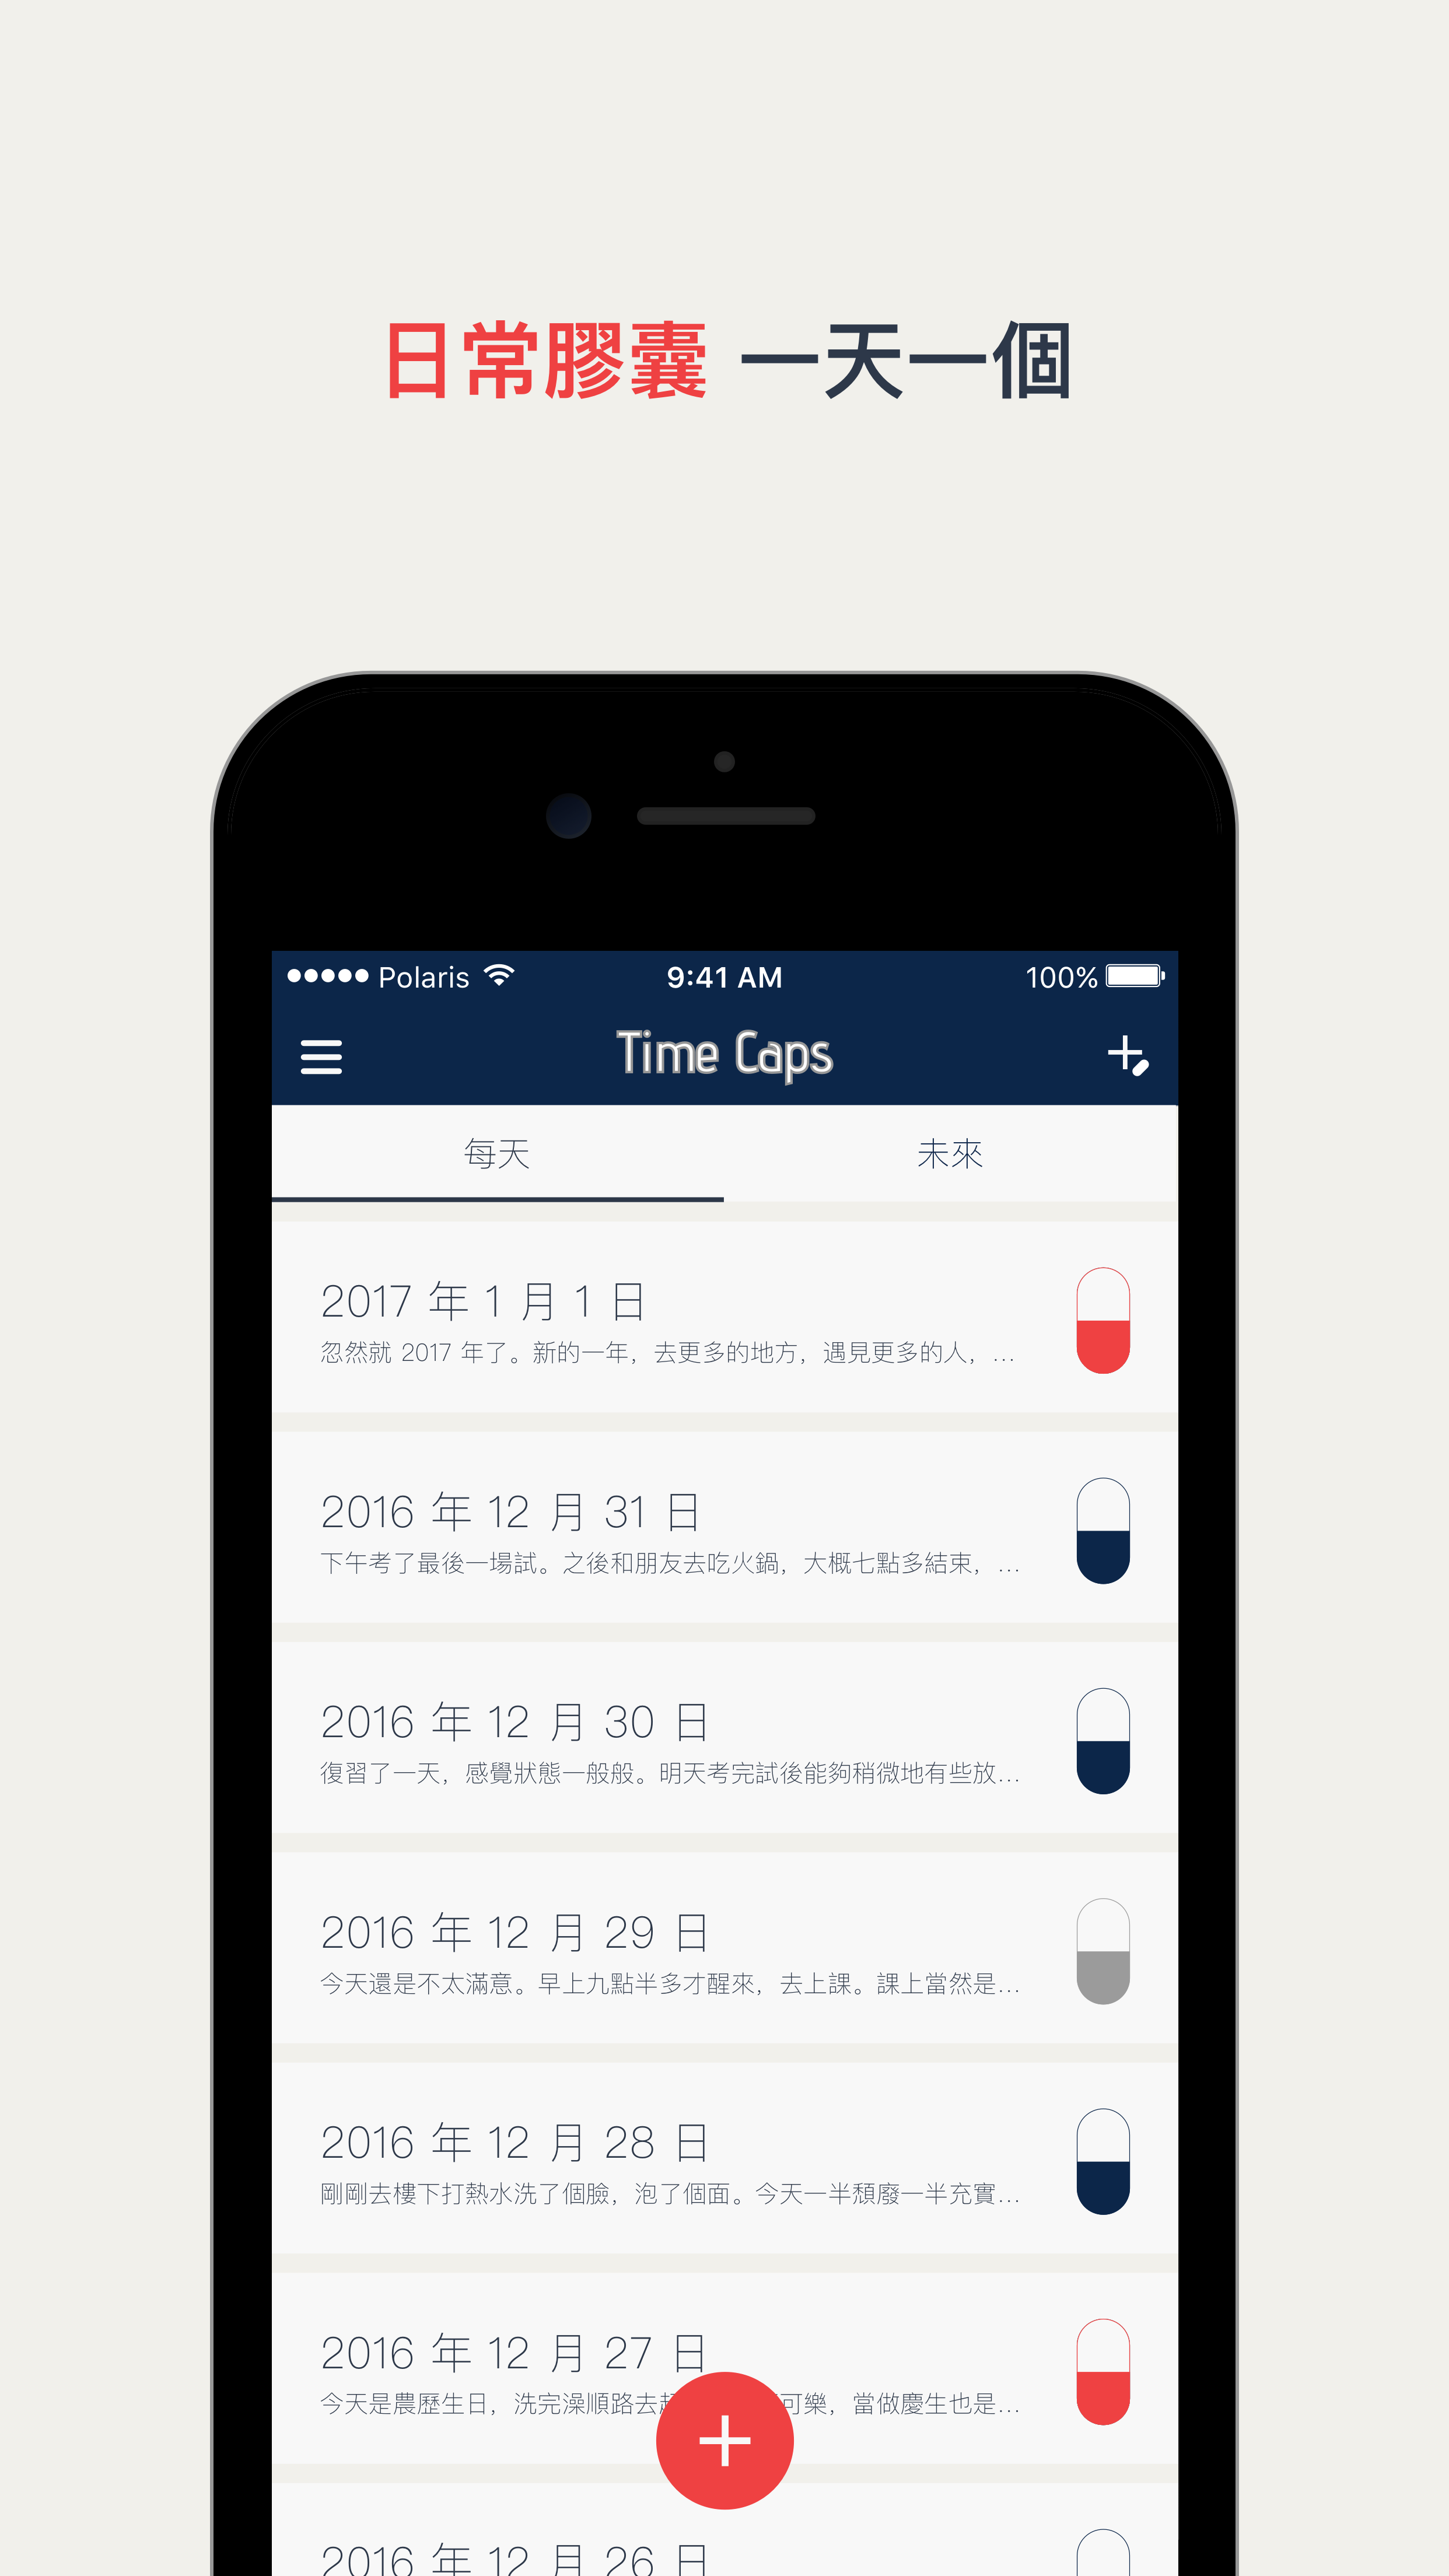 日常膠囊 一天一個
Polaris 9:41 AM 100%
Time Caps
每天 未來
2017 年 1 月 1 日
忽然就 2017 年了。新的一年，去更多的地方，遇見更多的人，...
2016 年 12 月 31 日
下午考了最後一場試。之後和朋友去吃火鍋，大概七點多結束，...
2016 年 12 月 30 日
復習了一天，感覺狀態一般般。明天考完試後能夠稍微地有些放...
2016 年 12 月 29 日
今天還是不太滿意。早上九點半多才醒來，去上課。課上當然是...
2016 年 12 月 28 日
剛剛去樓下打熱水洗了個臉，泡了個面。今天一半頹廢一半充實...
2016 年 12 月 27 日
今天是農歷生日，洗完澡順路去 可樂，當做慶生也是...
2016 年 12 月 26 日